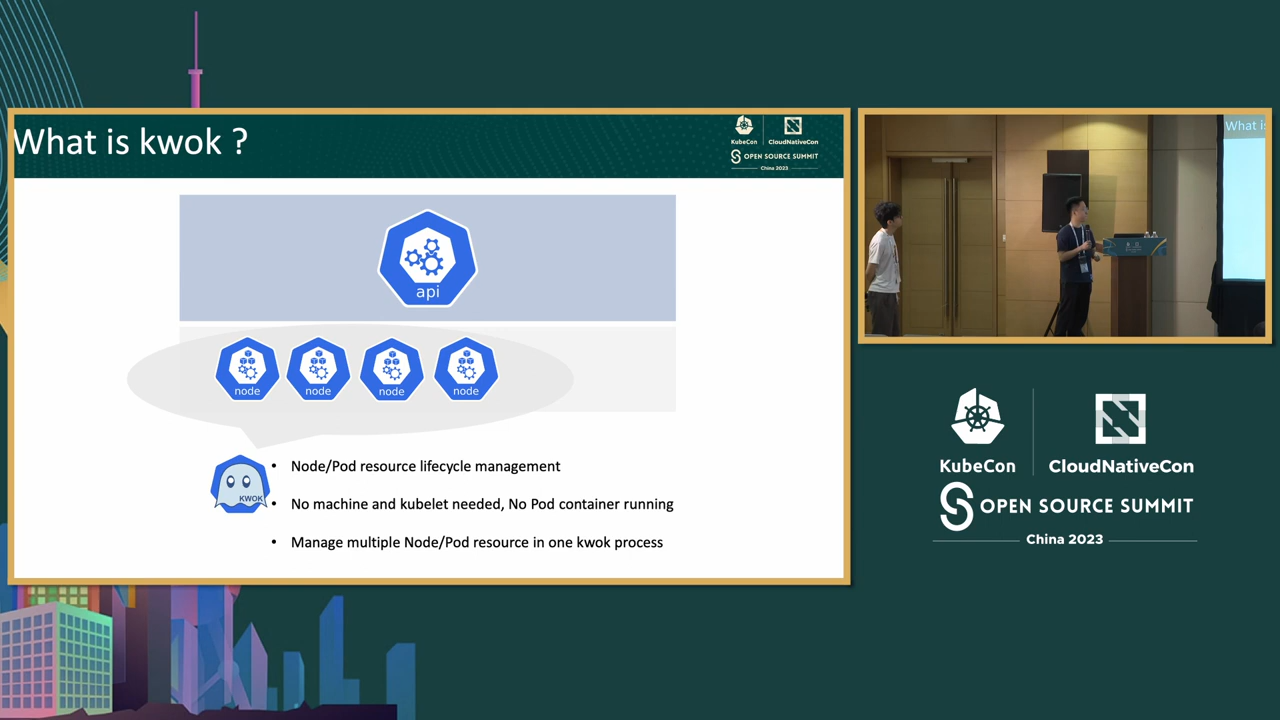 What is kwok ?
KubeCon
CloudNativeCon
OPEN SOURCE SUMMIT
China 2023
api
node
node
node
node
KWOK
• Node/Pod resource lifecycle management
• No machine and kubelet needed, No Pod container running
• Manage multiple Node/Pod resource in one kwok process
What is
KubeCon
CloudNativeCon
OPEN SOURCE SUMMIT
China 2023